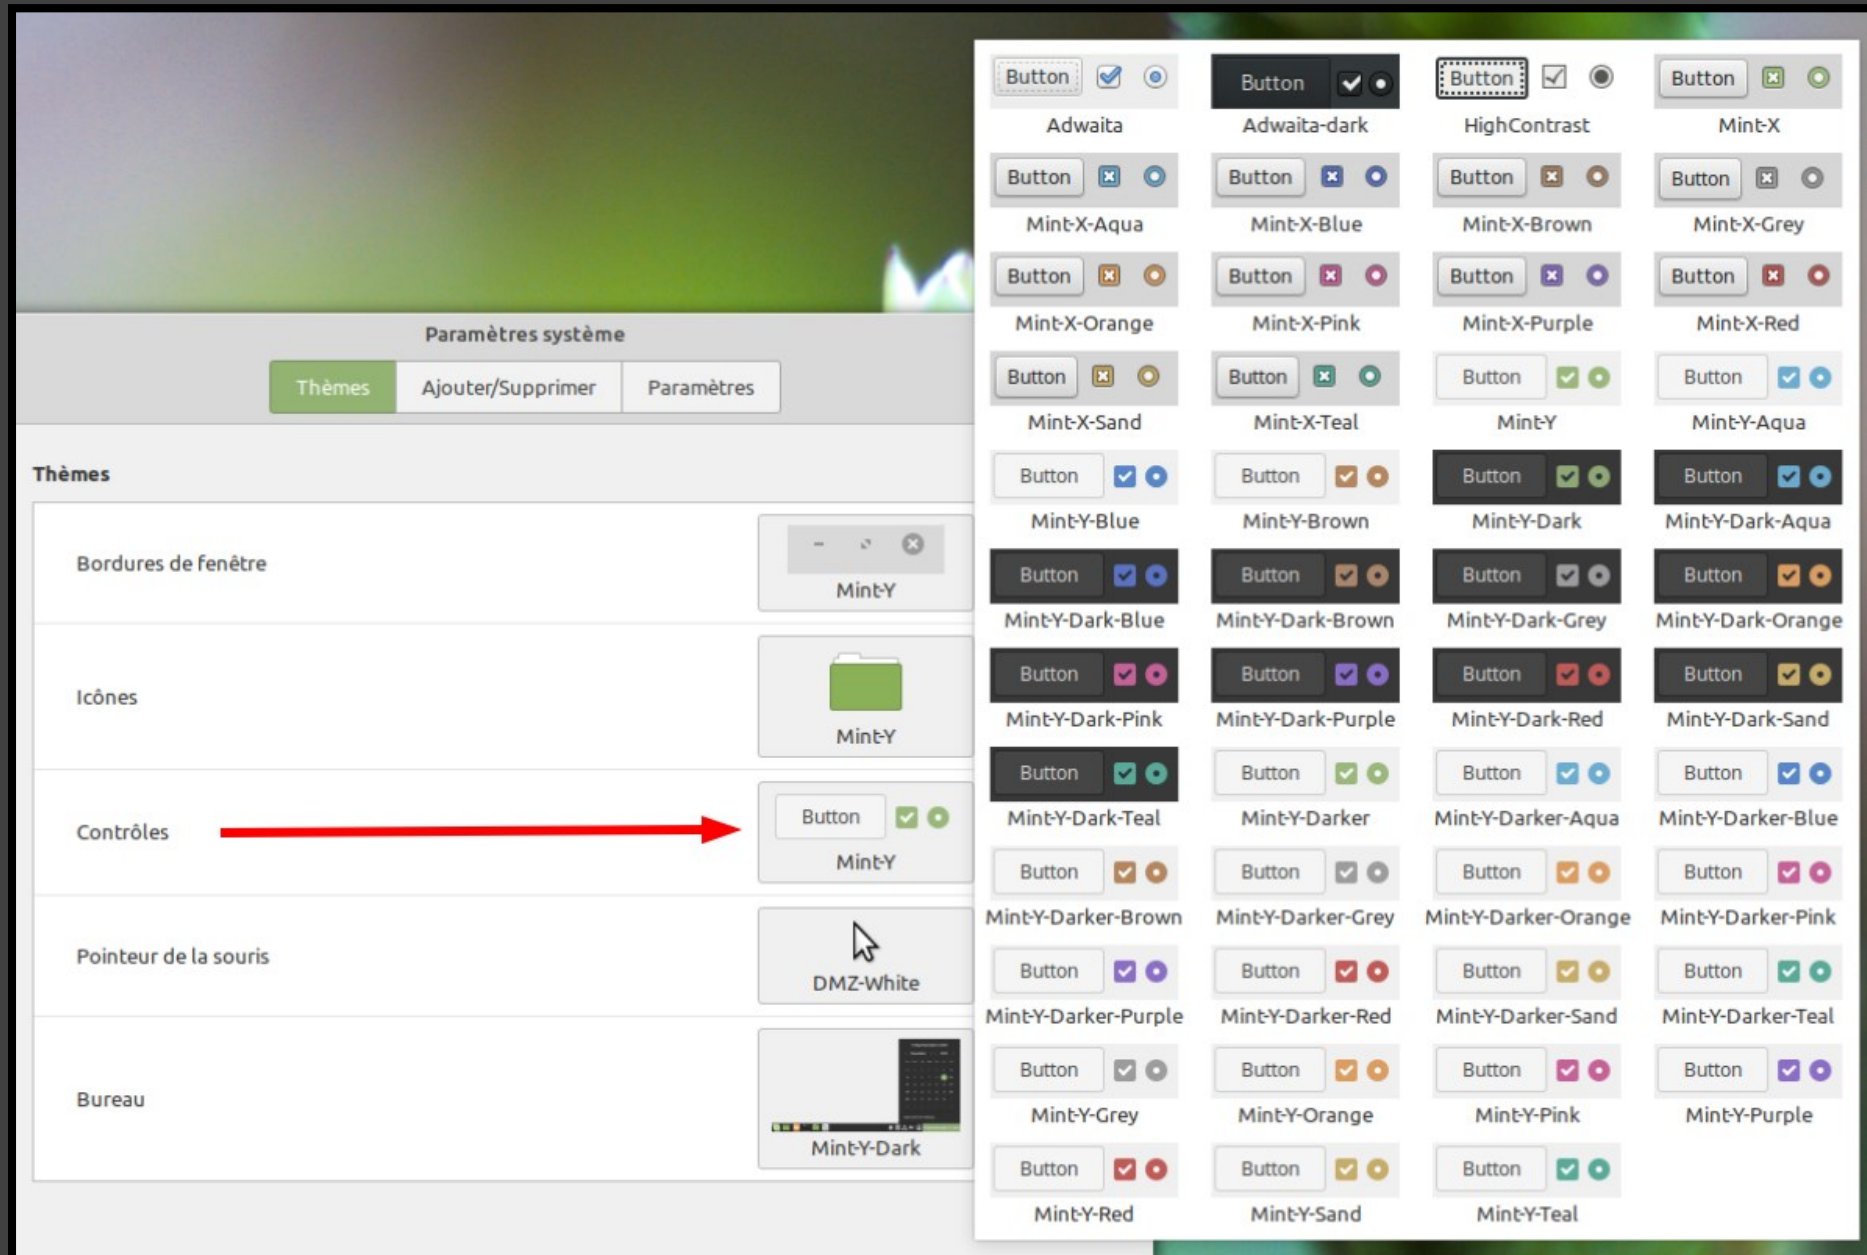 Paramètres système
Thèmes Ajouter/Supprimer Paramètres
Thèmes
Bordures de fenêtre
Mint-Y
Icônes
Mint-Y
Contrôles
Button
Mint-Y
Pointeur de la souris
DMZ-White
Bureau
Mint-Y-Dark
Button Button Button Button
Adwaita Adwaita-dark HighContrast Mint-X
Button Button Button Button
Mint-X-Aqua Mint-X-Blue Mint-X-Brown Mint-X-Grey
Button Button Button Button
Mint-X-Orange Mint-X-Pink Mint-X-Purple Mint-X-Red
Button Button Button Button
Mint-X-Sand Mint-X-Teal Mint-Y Mint-Y-Aqua
Button Button Button Button
Mint-Y-Blue Mint-Y-Brown Mint-Y-Dark Mint-Y-Dark-Aqua
Button Button Button Button
Mint-Y-Dark-Blue Mint-Y-Dark-Brown Mint-Y-Dark-Grey Mint-Y-Dark-Orange
Button Button Button Button
Mint-Y-Dark-Pink Mint-Y-Dark-Purple Mint-Y-Dark-Red Mint-Y-Dark-Sand
Button Button Button Button
Mint-Y-Dark-Teal Mint-Y-Darker Mint-Y-Darker-Aqua Mint-Y-Darker-Blue
Button Button Button Button
Mint-Y-Darker-Brown Mint-Y-Darker-Grey Mint-Y-Darker-Orange Mint-Y-Darker-Pink
Button Button Button Button
Mint-Y-Darker-Purple Mint-Y-Darker-Red Mint-Y-Darker-Sand Mint-Y-Darker-Teal
Button Button Button Button
Mint-Y-Grey Mint-Y-Orange Mint-Y-Pink Mint-Y-Purple
Button Button Button
Mint-Y-Red Mint-Y-Sand Mint-Y-Teal